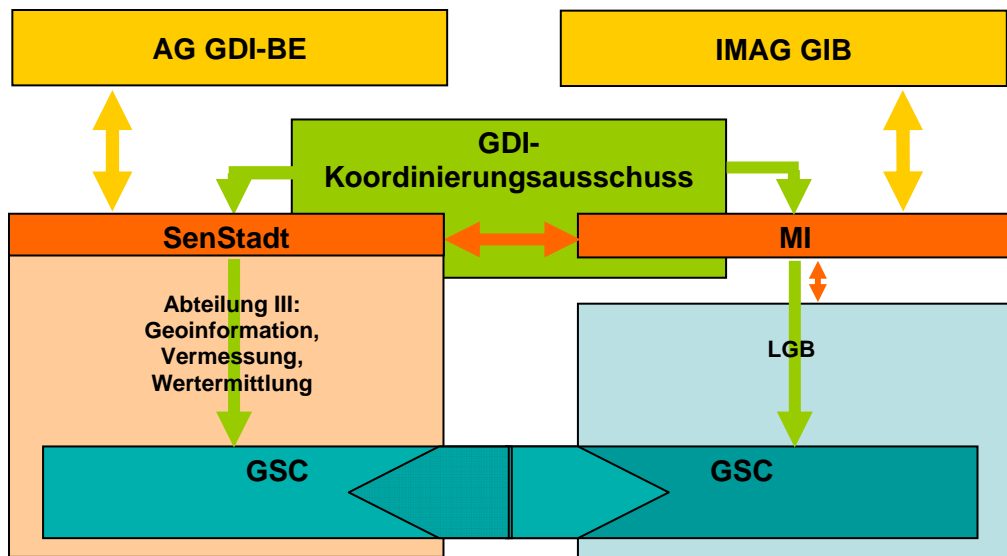 AG GDI-BE
IMAG GIB
GDI-
Koordinierungsausschuss
SenStadt
MI
Abteilung III:
Geoinformation,
Vermessung,
Wertermittlung
LGB
GSC
GSC